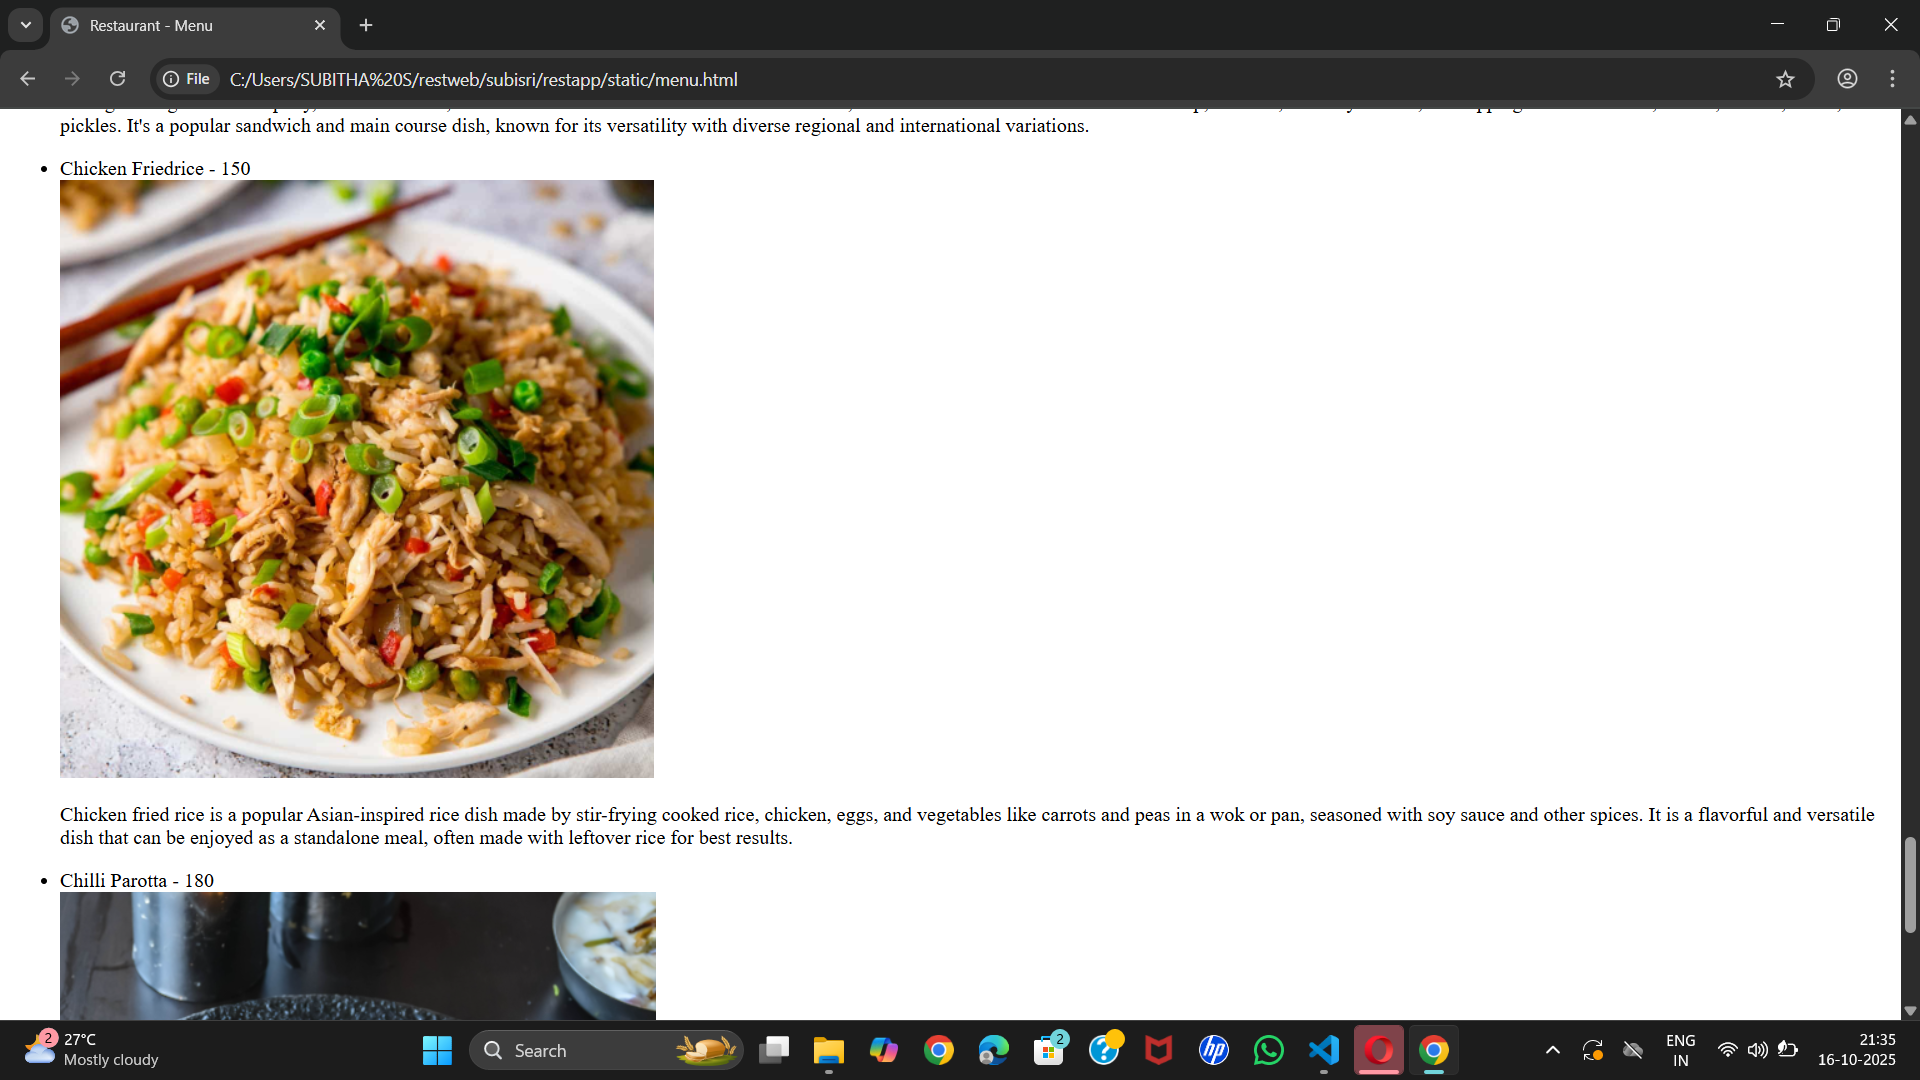 Restaurant - Menu
File
C:/Users/SUBITHA%20S/restweb/subisri/restapp/static/menu.html
pickles. It's a popular sandwich and main course dish, known for its versatility with diverse regional and international variations.
• Chicken Friedrice - 150
Chicken fried rice is a popular Asian-inspired rice dish made by stir-frying cooked rice, chicken, eggs, and vegetables like carrots and peas in a wok or pan, seasoned with soy sauce and other spices. It is a flavorful and versatile
dish that can be enjoyed as a standalone meal, often made with leftover rice for best results.
• Chilli Parotta - 180
2
27°C
Mostly cloudy
Search
2
?
hp
ENG
IN
21:35
16-10-2025